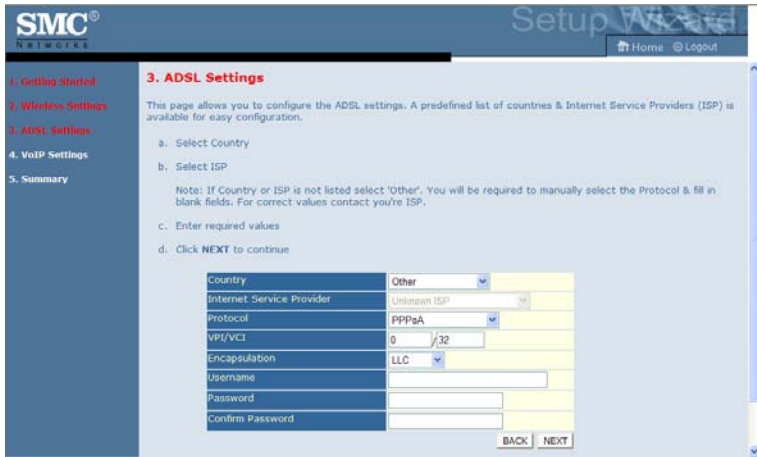 SMC®
Networks
Setup Wizard
Home Logout
1. Getting Started
2. Wireless Settings
3. ADSL Settings
4. VoIP Settings
5. Summary
3. ADSL Settings
This page allows you to configure the ADSL settings. A predefined list of countries & Internet Service Providers (ISP) is
available for easy configuration.
a. Select Country
b. Select ISP
Note: If Country or ISP is not listed select 'Other'. You will be required to manually select the Protocol & fill in
blank fields. For correct values contact you're ISP.
c. Enter required values
d. Click NEXT to continue
Country Other
Internet Service Provider Unknown ISP
Protocol PPPoA
VPI/VCI 0 / 32
Encapsulation LLC
Username
Password
Confirm Password
BACK NEXT